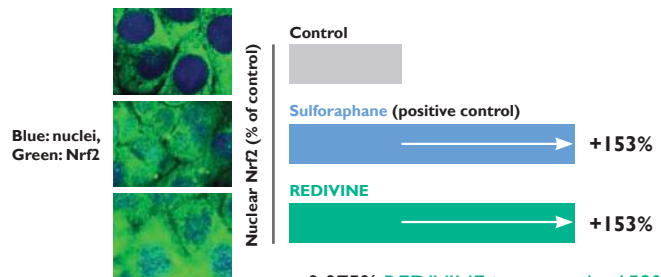 Control
Sulforaphane (positive control)
Blue: nuclei,
Green: Nrf2
Nuclear Nrf2 (% of control)
+153%
REDIVINE
+153%